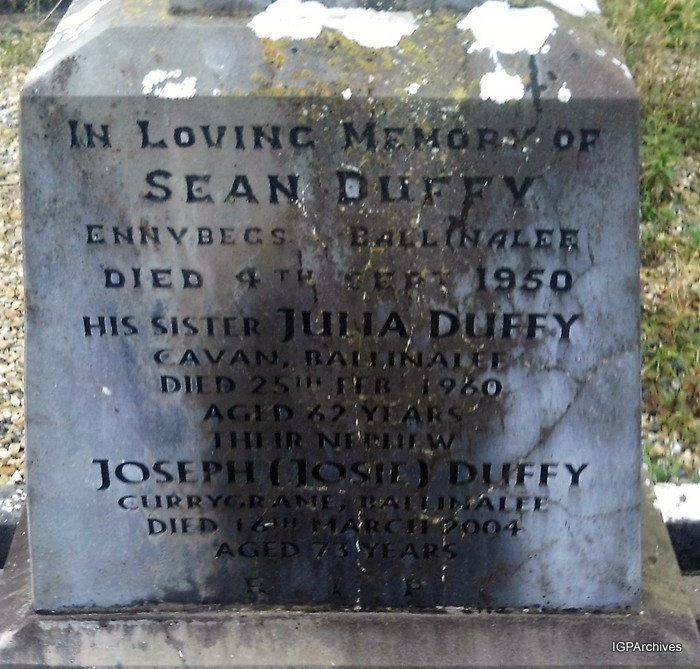 IN LOVING MEMORY OF
SEAN DUFFY
ENNYBEGS BALLINALEE
DIED 4TH SEPT 1950
HIS SISTER JULIA DUFFY
CAVAN, BALLINALEE
DIED 25TH FEB 1960
AGED 62 YEARS
THEIR NEPHEW
JOSEPH (JOSIE) DUFFY
CURRYGRANE, BALLINALEE
DIED 16TH MARCH 2004
AGED 73 YEARS
R I P
IGPArchives